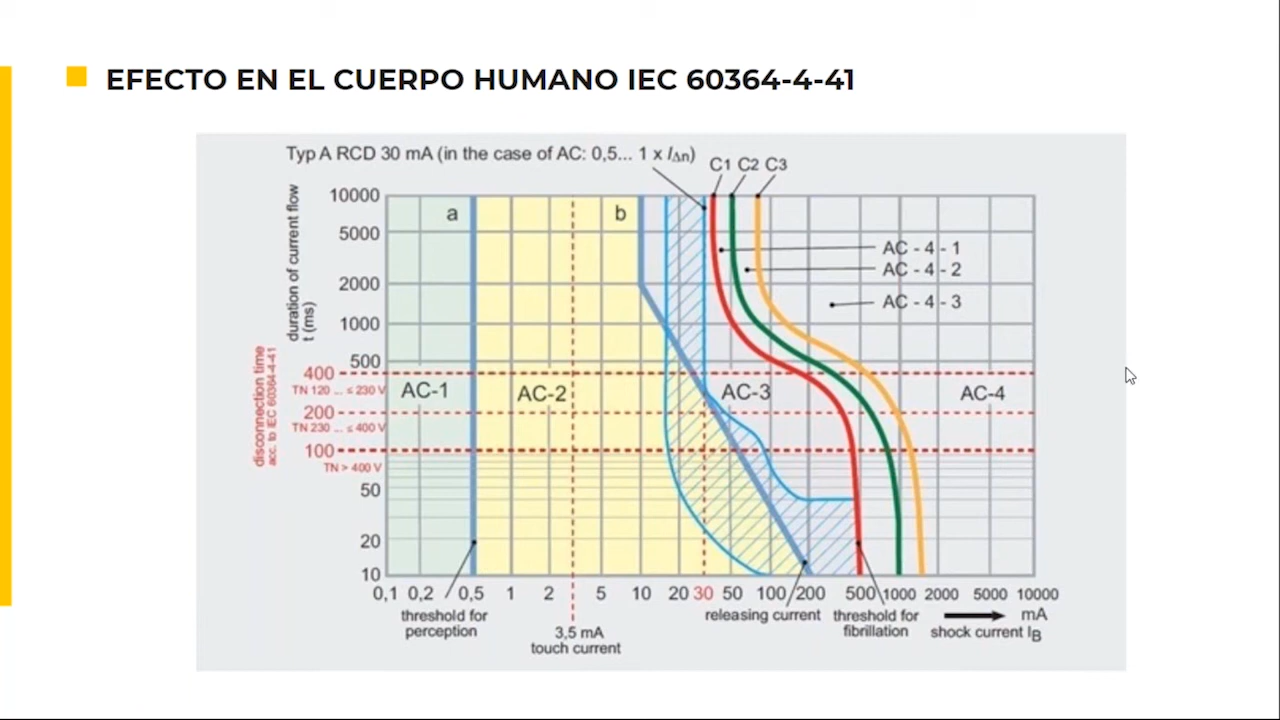 EFECTO EN EL CUERPO HUMANO IEC 60364-4-41
Typ A RCD 30 mA (in the case of AC: 0,5... 1 x I∆n)
C1 C2 C3
duration of current flow
t (ms)
10000
5000
2000
1000
500
400
TN 120 ... ≤ 230 V
200
TN 230 ... ≤ 400 V
100
TN > 400 V
50
20
10
disconnection time
acc. to IEC 60364-4-41
a
b
AC - 4 - 1
AC - 4 - 2
AC - 4 - 3
AC-1
AC-2
AC-3
AC-4
0,1 0,2 0,5 1 2 5 10 20 30 50 100 200 500 1000 2000 5000 10000
threshold for
perception
3,5 mA
touch current
releasing current
threshold for
fibrillation
mA
shock current IB